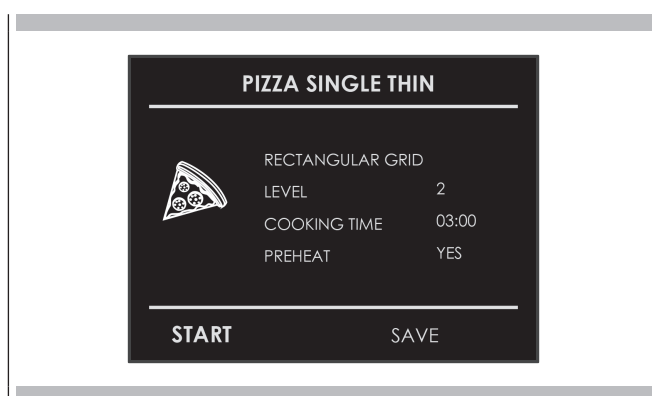 PIZZA SINGLE THIN
RECTANGULAR GRID
LEVEL 2
COOKING TIME 03:00
PREHEAT YES
START SAVE